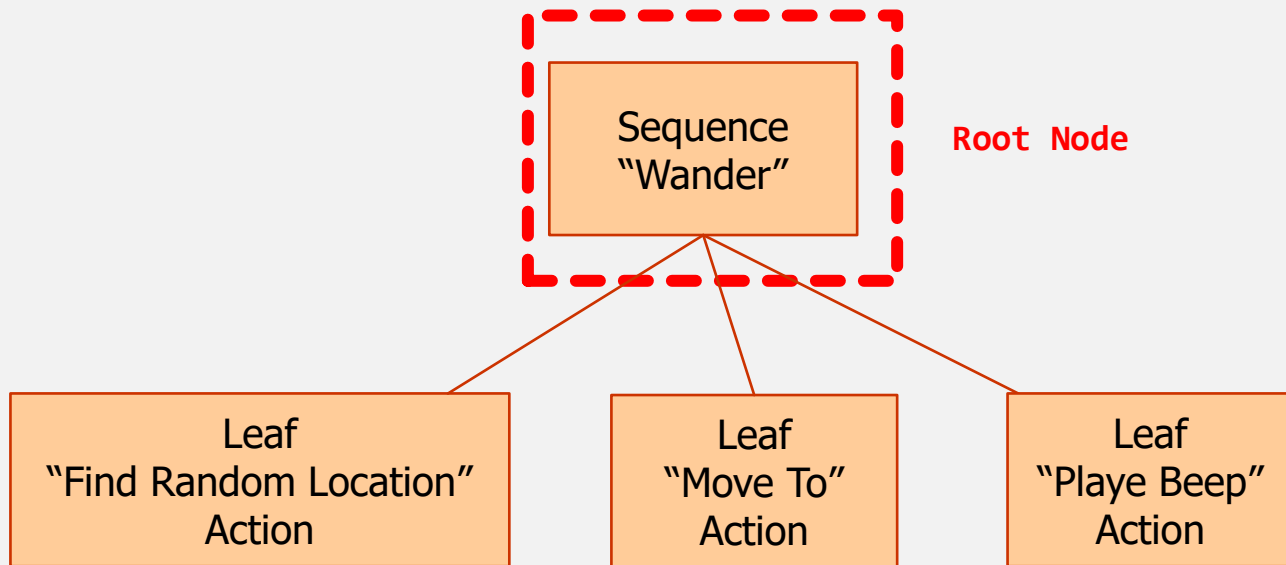 Sequence
“Wander”
Root Node
Leaf
“Find Random Location”
Action
Leaf
“Move To”
Action
Leaf
“Playe Beep”
Action